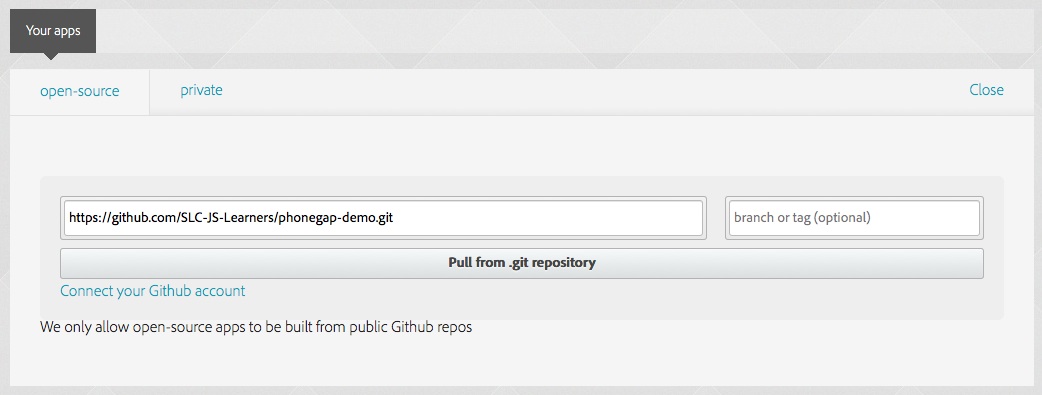 Your apps
open-source private Close
https://github.com/SLC-JS-Learners/phonegap-demo.git branch or tag (optional)
Pull from .git repository
Connect your Github account
We only allow open-source apps to be built from public Github repos